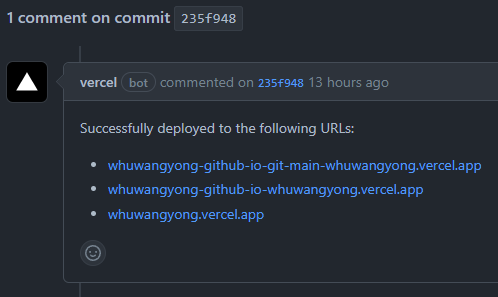 1 comment on commit 235f948
vercel bot commented on 235f948 13 hours ago
Successfully deployed to the following URLs:
whuwangyong-github-io-git-main-whuwangyong.vercel.app
whuwangyong-github-io-whuwangyong.vercel.app
whuwangyong.vercel.app